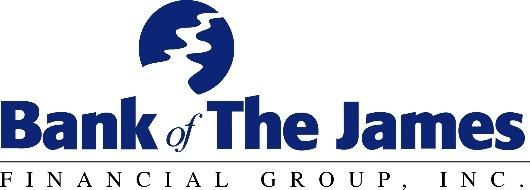 Bank of The James
FINANCIAL GROUP, INC.